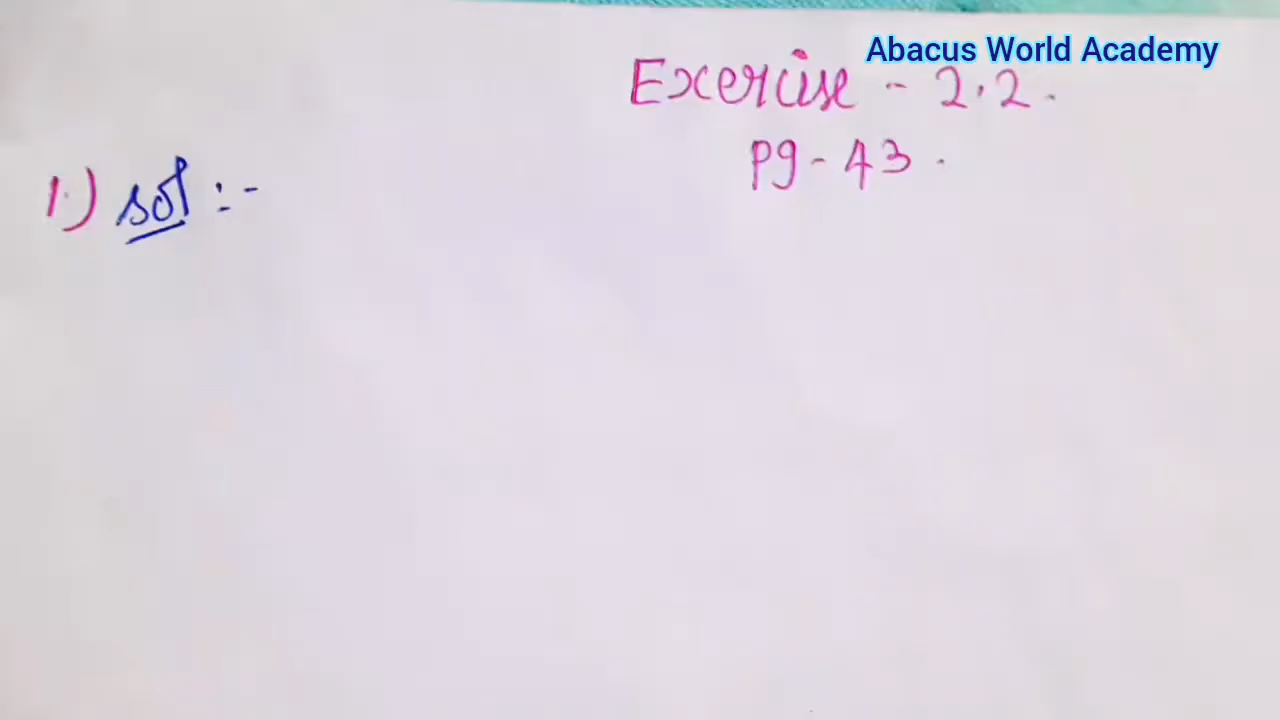 Abacus World Academy
Exercise - 2.2.
Pg - 43.
1.) sol :-